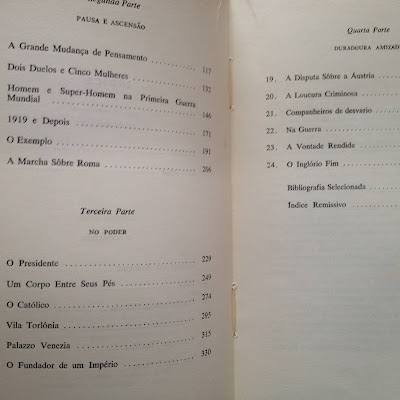 Segunda Parte
PAUSA E ASCENSÃO
A Grande Mudança de Pensamento .......... 117
Dois Duelos e Cinco Mulheres .......... 132
Homem e Super-Homem na Primeira Guerra
Mundial .......... 146
1919 e Depois .......... 171
O Exemplo .......... 191
A Marcha Sôbre Roma .......... 206
Terceira Parte
NO PODER
O Presidente .......... 229
Um Corpo Entre Seus Pés .......... 249
O Católico .......... 274
Vila Torlônia .......... 295
Palazzo Venezia .......... 315
O Fundador de um Império .......... 330
Quarta Parte
DURADOURA AMIZAD
19. A Disputa Sôbre a Áustria ..........
20. A Loucura Criminosa ..........
21. Companheiros de desvario ..........
22. Na Guerra ..........
23. A Vontade Rendida ..........
24. O Inglório Fim ..........
Bibliografia Selecionada ..........
Índice Remissivo ..........